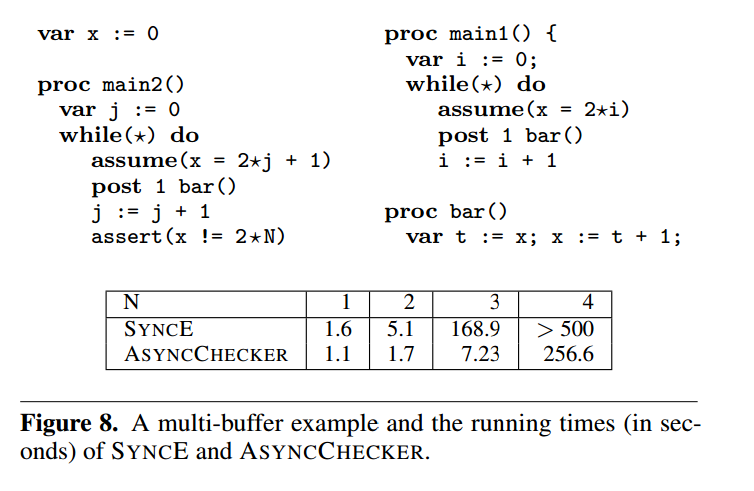 var x := 0
proc main2()
var j := 0
while(⋆) do
assume(x = 2*j + 1)
post 1 bar()
j := j + 1
assert(x != 2*N)
proc main1() {
var i := 0;
while(⋆) do
assume(x = 2*i)
post 1 bar()
i := i + 1
proc bar()
var t := x; x := t + 1;
N 1 2 3 4
SYNCE 1.6 5.1 168.9 > 500
ASYNCCHECKER 1.1 1.7 7.23 256.6
Figure 8. A multi-buffer example and the running times (in sec-
onds) of SYNCE and ASYNCCHECKER.